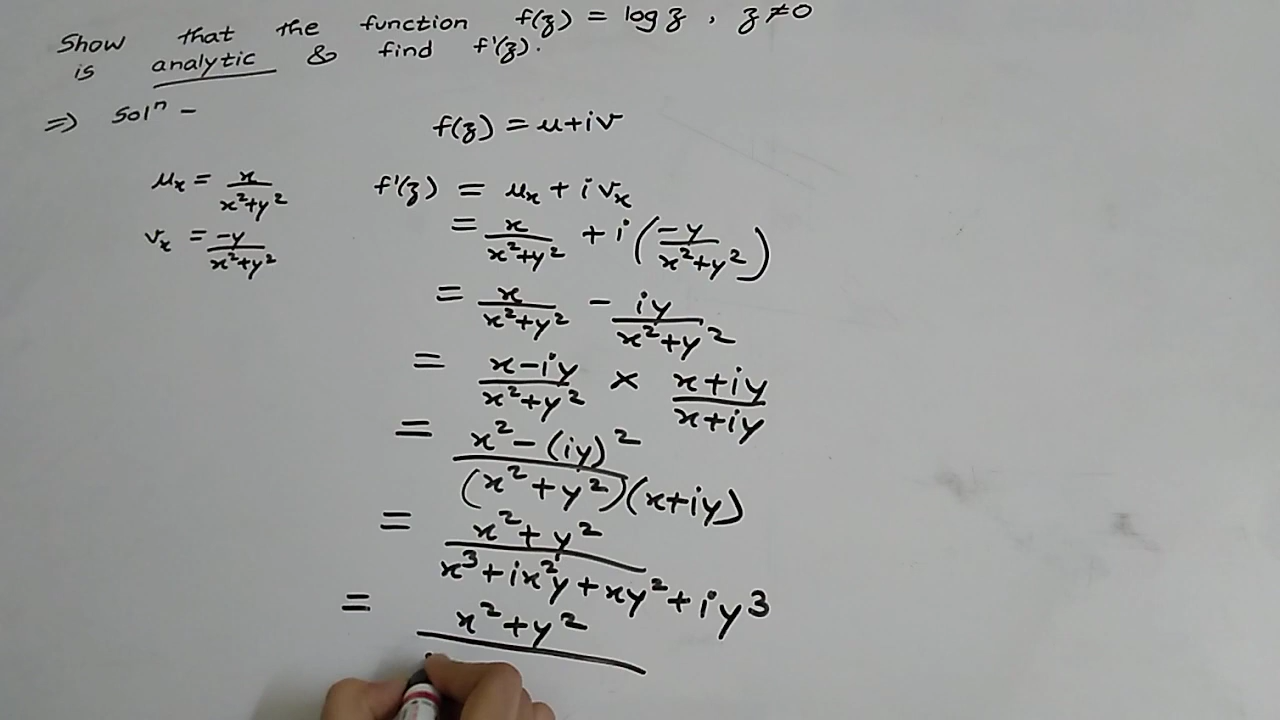 Show that the function f(z) = log z , z ≠ 0
is analytic & find f'(z).
⇒ Solⁿ –
f(z) = u+iv
uₓ = x/(x²+y²)
vₓ = -y/(x²+y²)
f'(z) = uₓ + i vₓ
= x/(x²+y²) + i (-y/(x²+y²))
= x/(x²+y²) - iy/(x²+y²)
= (x-iy)/(x²+y²) × (x+iy)/(x+iy)
= (x² - (iy)²)/((x²+y²)(x+iy))
= (x²+y²)/(x³+ix²y+xy²+iy³)
= x²+y²